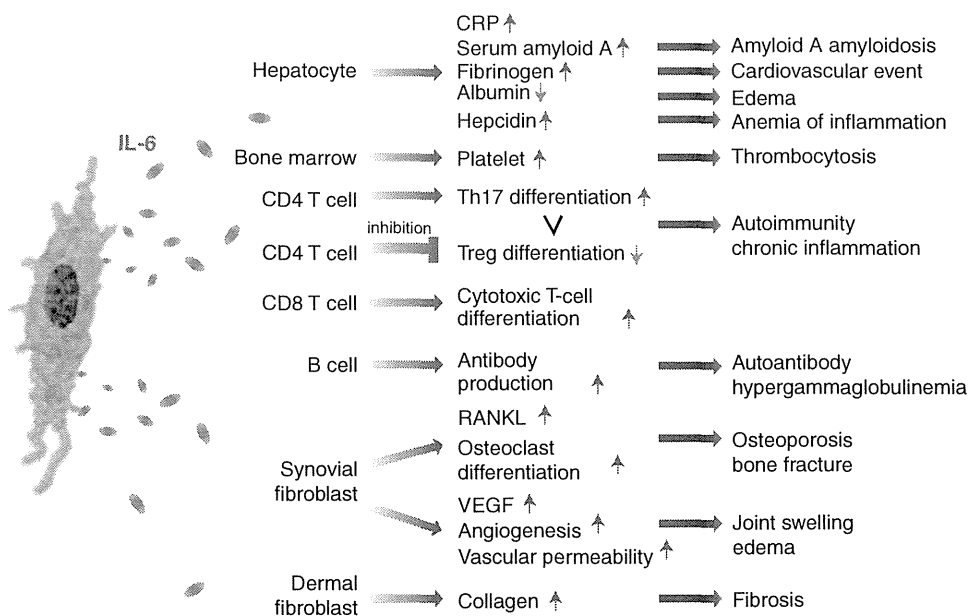 CRP ↑
Serum amyloid A ↑ Amyloid A amyloidosis
Hepatocyte Fibrinogen ↑ Cardiovascular event
Albumin ↓ Edema
Hepcidin ↑ Anemia of inflammation
IL-6
Bone marrow Platelet ↑ Thrombocytosis
CD4 T cell Th17 differentiation ↑
inhibition
Autoimmunity
CD4 T cell Treg differentiation ↓ chronic inflammation
CD8 T cell Cytotoxic T-cell
differentiation ↑
B cell Antibody Autoantibody
production ↑ hypergammaglobulinemia
RANKL ↑
Osteoclast Osteoporosis
differentiation ↑ bone fracture
Synovial
fibroblast
VEGF ↑
Angiogenesis ↑ Joint swelling
Vascular permeability ↑ edema
Dermal
fibroblast Collagen ↑ Fibrosis